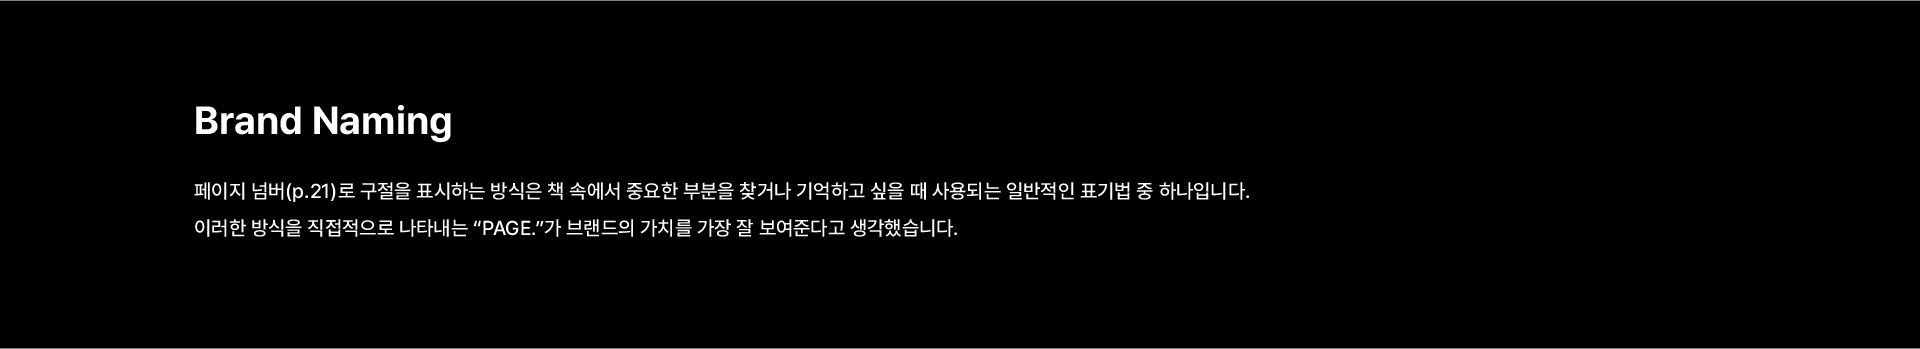 Brand Naming
페이지 넘버(p.21)로 구절을 표시하는 방식은 책 속에서 중요한 부분을 찾거나 기억하고 싶을 때 사용되는 일반적인 표기법 중 하나입니다.
이러한 방식을 직접적으로 나타내는 “PAGE.”가 브랜드의 가치를 가장 잘 보여준다고 생각했습니다.